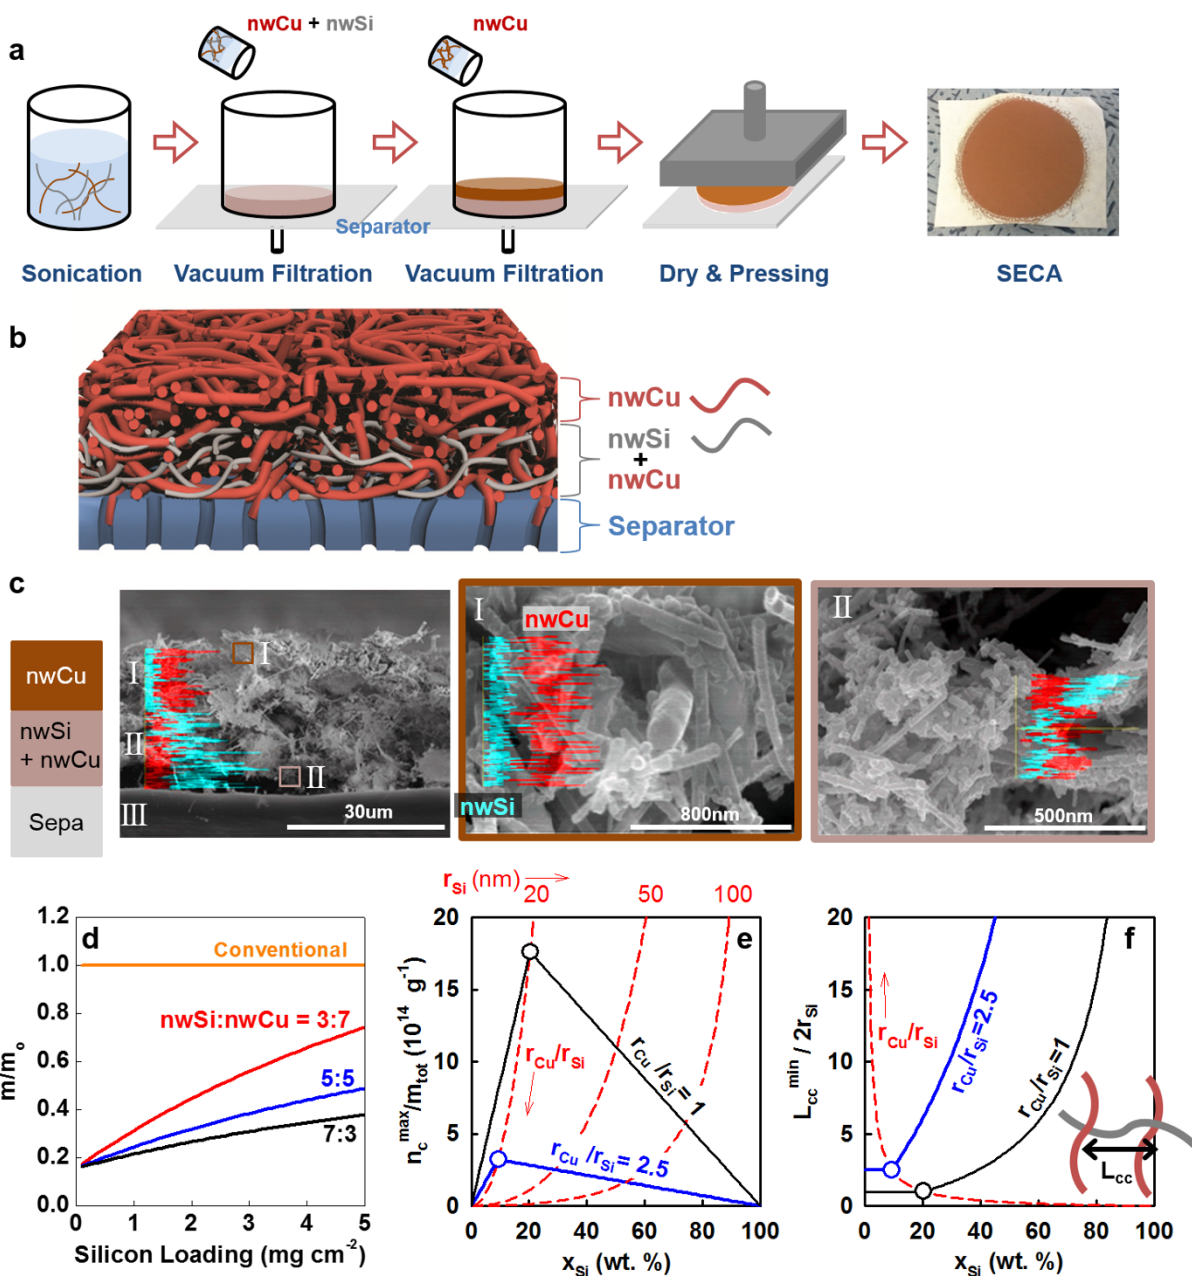 a
nwCu + nwSi
nwCu
Separator
Sonication
Vacuum Filtration
Vacuum Filtration
Dry & Pressing
SECA
b
nwCu
nwSi
+
nwCu
Separator
c
nwCu
nwSi
+ nwCu
Sepa
I
II
III
I
II
30um
I
nwCu
nwSi
800nm
II
500nm
d
1.2
1.0
0.8
0.6
0.4
0.2
0.0
m/mo
Conventional
nwSi:nwCu = 3:7
5:5
7:3
0 1 2 3 4 5
Silicon Loading (mg cm-2)
rSi (nm)
20 50 100
e
20
15
10
5
0
ncmax/mtot (1014 g-1)
rCu/rSi
rCu/rSi= 1
rCu/rSi= 2.5
0 20 40 60 80 100
xSi (wt. %)
f
20
15
10
5
0
Lccmin / 2rSi
rCu/rSi
rCu/rSi=2.5
rCu/rSi=1
Lcc
0 20 40 60 80 100
xSi (wt. %)